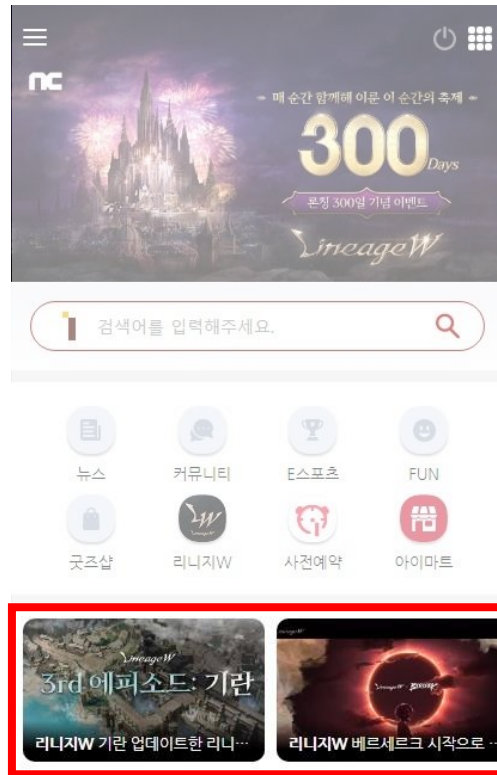 nc
매 순간 함께해 이룬 이 순간의 축제
300
Days
론칭 300일 기념 이벤트
LineageW
검색어를 입력해주세요.
뉴스 커뮤니티 E스포츠 FUN
굿즈샵 리니지W 사전예약 아이마트
LineageW
3rd 에피소드: 기란
리니지W 기란 업데이트한 리니…
리니지W 베르세르크 시작으로 …